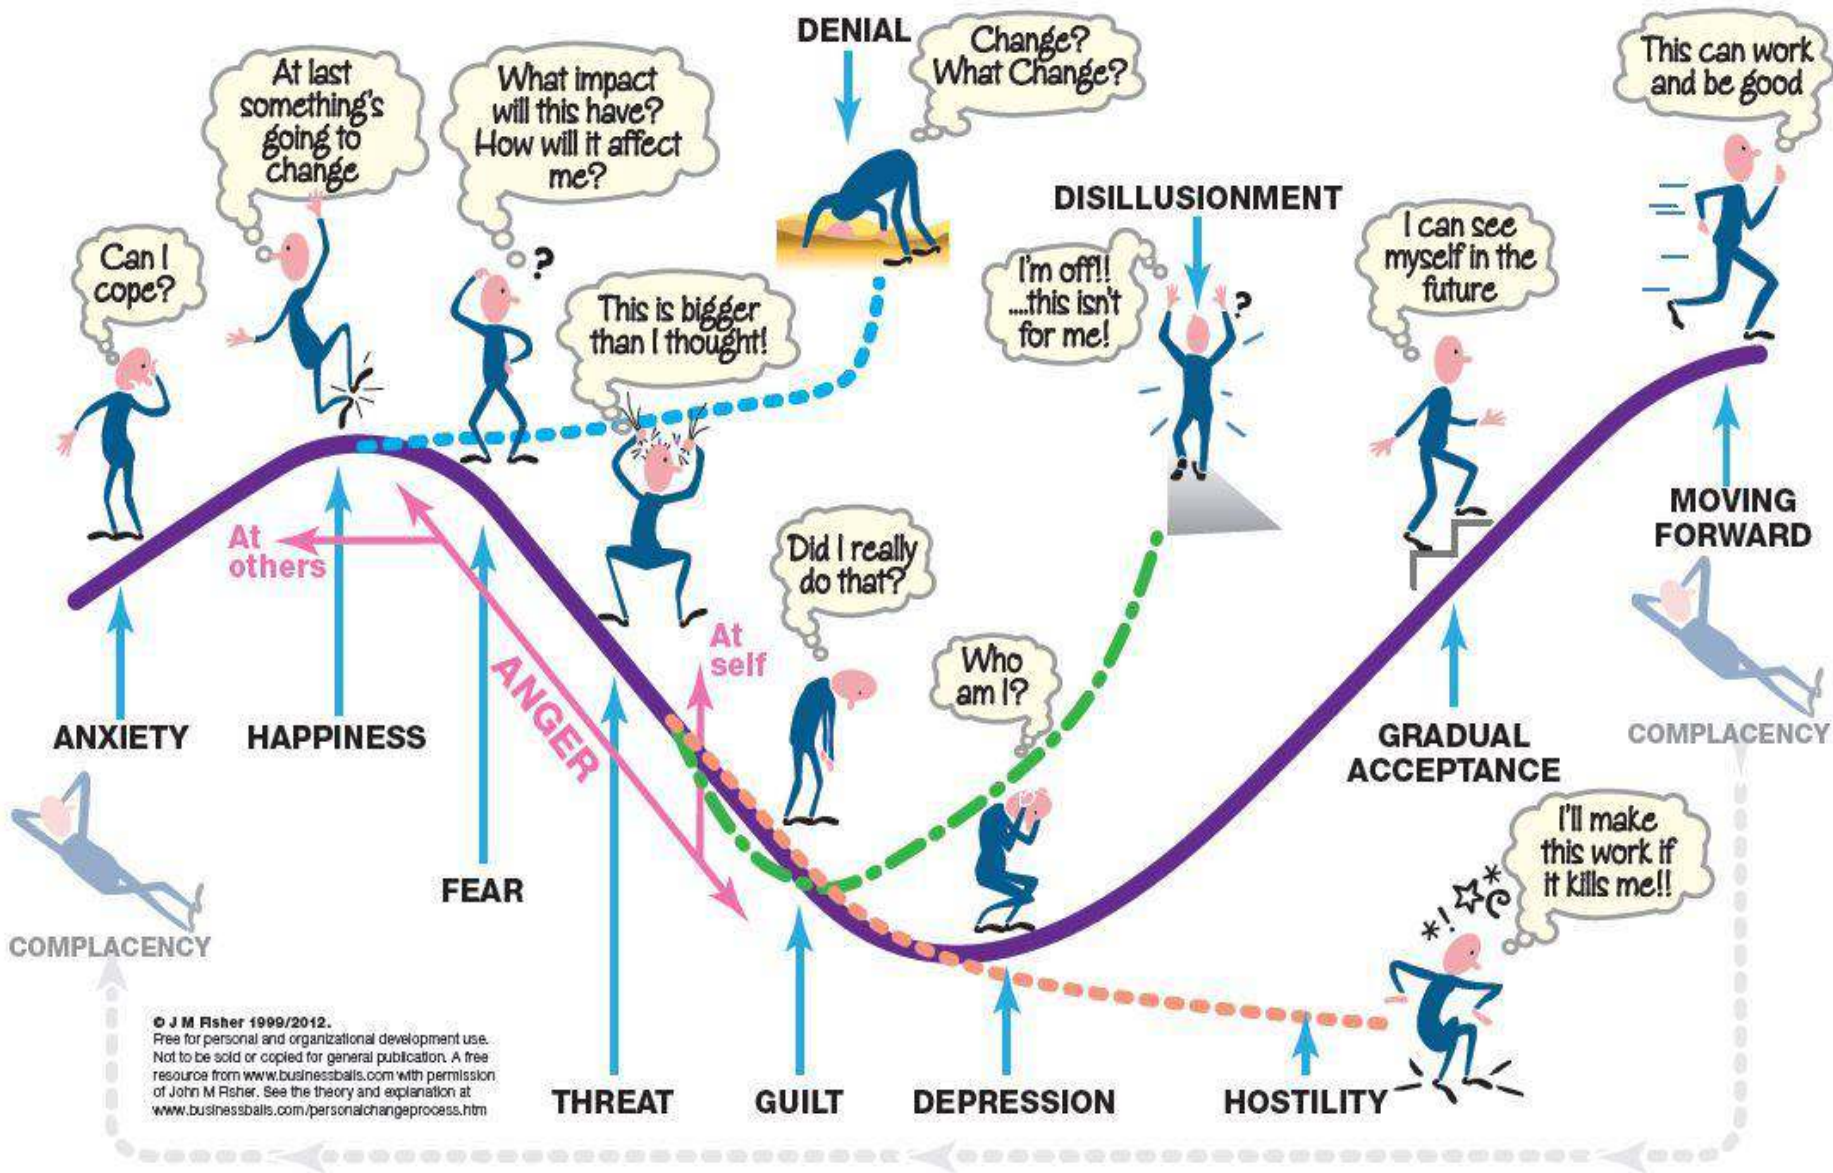 DENIAL
Change?
What Change?
This can work
and be good
At last
something's
going to
change
What impact
will this have?
How will it affect
me?
DISILLUSIONMENT
Can I
cope?
?
This is bigger
than I thought!
I'm off!!
....this isn't
for me!
?
I can see
myself in the
future
At
others
MOVING
FORWARD
Did I really
do that?
At
self
ANGER
Who
am I?
ANXIETY
HAPPINESS
GRADUAL
ACCEPTANCE
COMPLACENCY
I'll make
this work if
it kills me!!
FEAR
*!
*
COMPLACENCY
© J M Fisher 1999/2012.
Free for personal and organizational development use.
Not to be sold or copied for general publication. A free
resource from www.businessballs.com with permission
of John M Fisher. See the theory and explanation at
www.businessballs.com/personalchangeprocess.htm
THREAT
GUILT
DEPRESSION
HOSTILITY